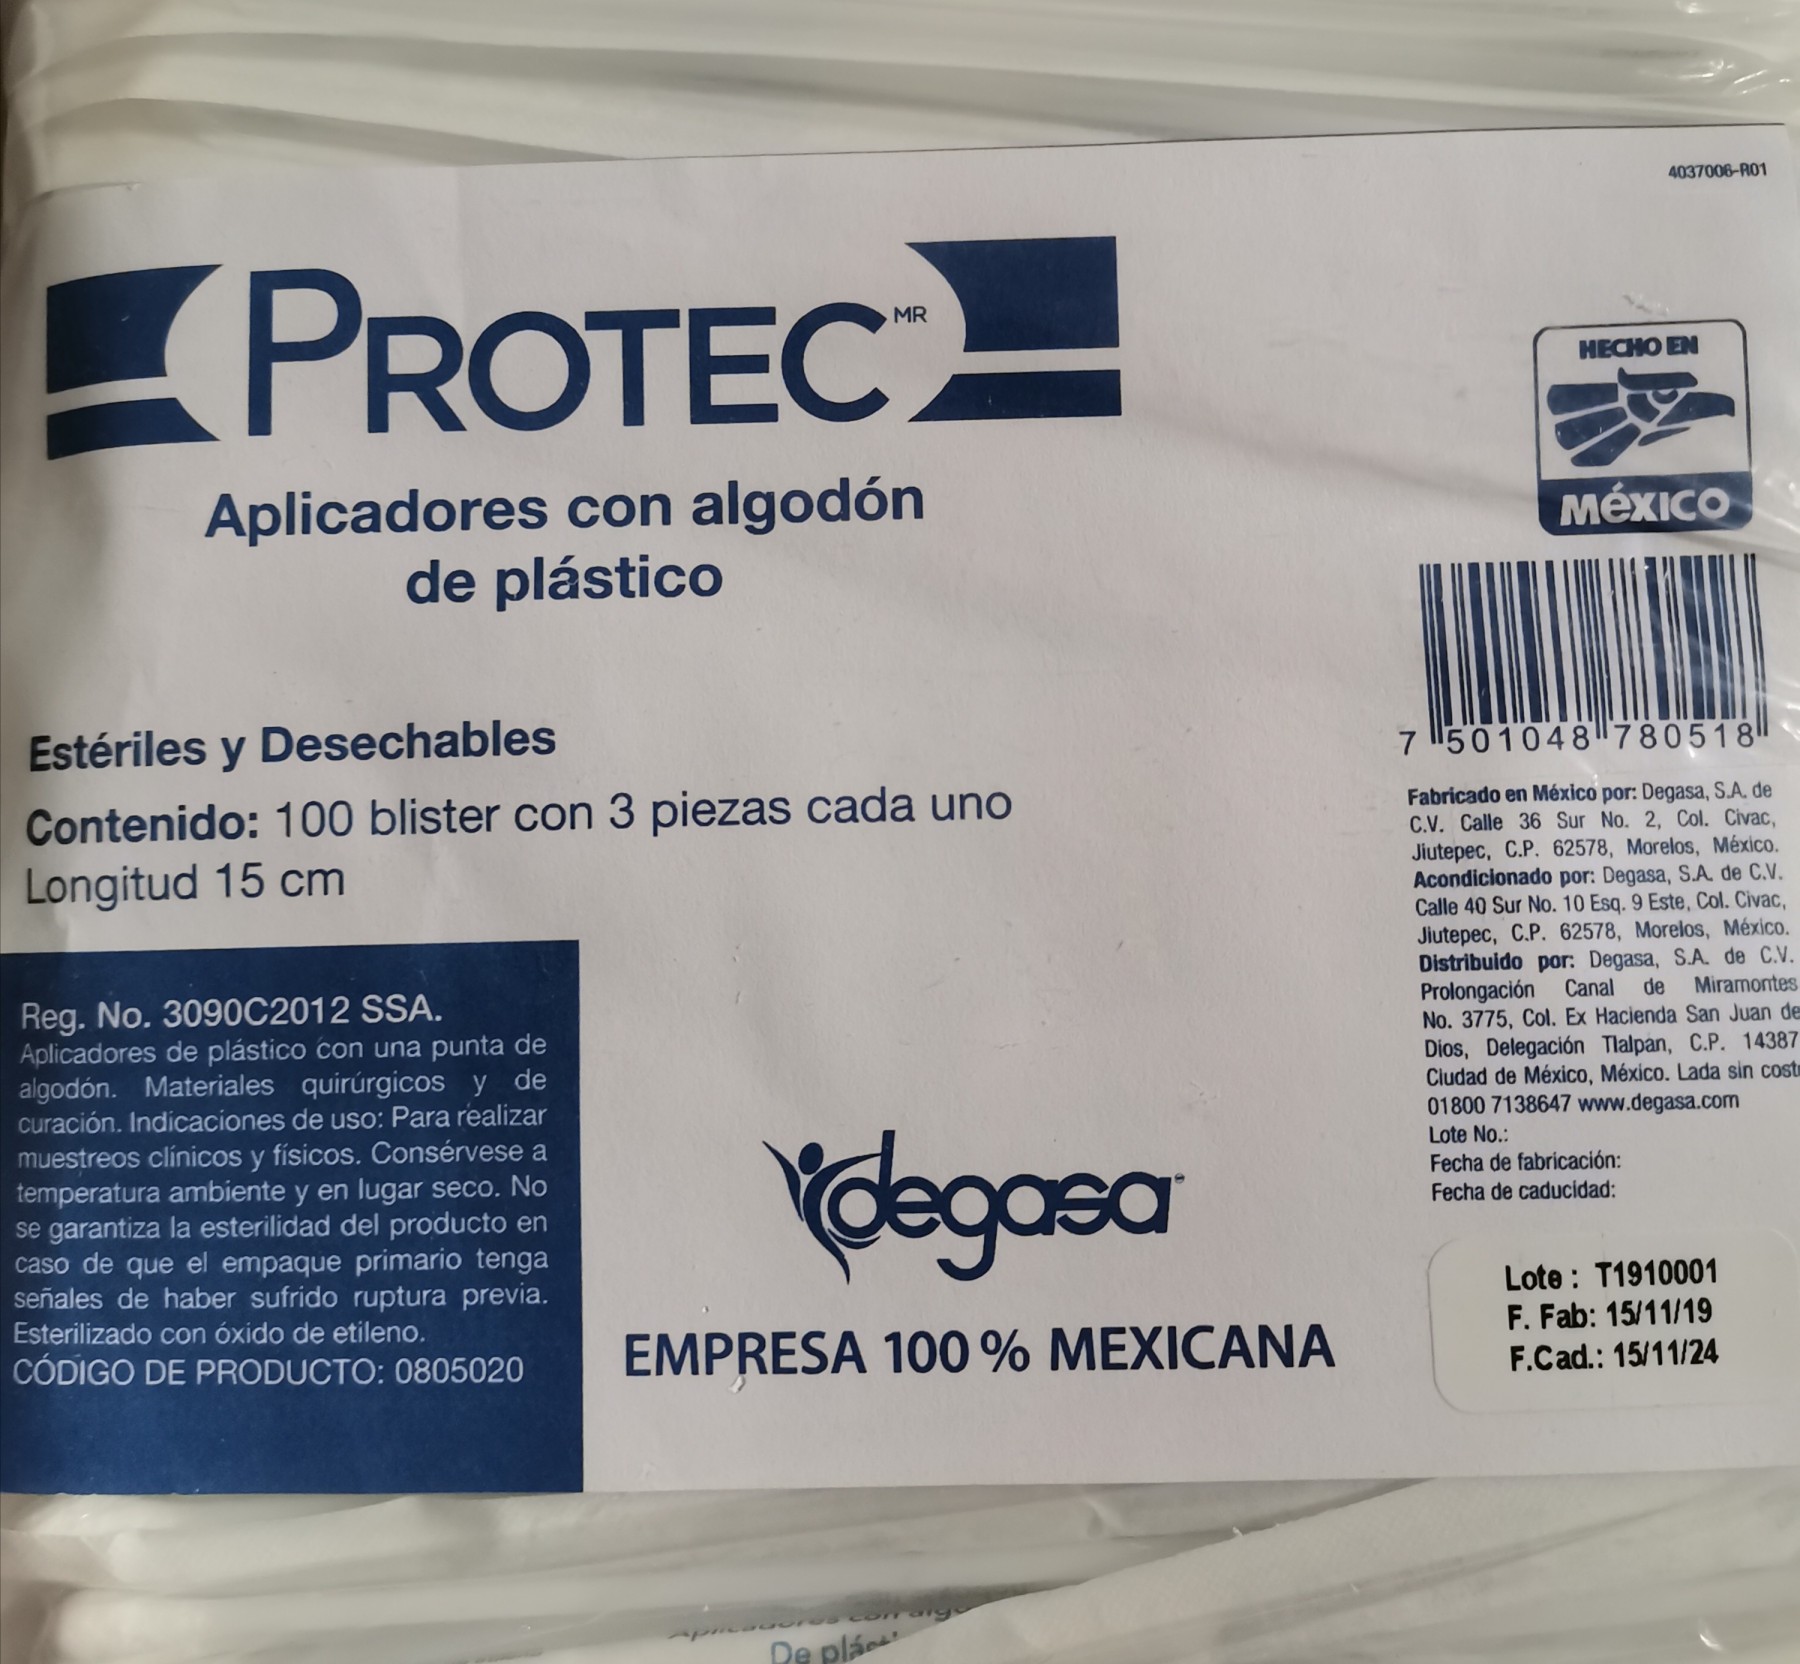 4037006-R01
PROTEC MR
Aplicadores con algodón
de plástico
HECHO EN
MéXICO
7 501048 780518
Estériles y Desechables
Contenido: 100 blister con 3 piezas cada uno
Longitud 15 cm
Reg. No. 3090C2012 SSA.
Aplicadores de plástico con una punta de
algodón. Materiales quirúrgicos y de
curación. Indicaciones de uso: Para realizar
muestreos clínicos y físicos. Consérvese a
temperatura ambiente y en lugar seco. No
se garantiza la esterilidad del producto en
caso de que el empaque primario tenga
señales de haber sufrido ruptura previa.
Esterilizado con óxido de etileno.
CÓDIGO DE PRODUCTO: 0805020
degasa
EMPRESA 100 % MEXICANA
Fabricado en México por: Degasa, S.A. de
C.V. Calle 36 Sur No. 2, Col. Civac,
Jiutepec, C.P. 62578, Morelos, México.
Acondicionado por: Degasa, S.A. de C.V.
Calle 40 Sur No. 10 Esq. 9 Este, Col. Civac,
Jiutepec, C.P. 62578, Morelos, México.
Distribuido por: Degasa, S.A. de C.V.
Prolongación Canal de Miramontes
No. 3775, Col. Ex Hacienda San Juan de
Dios, Delegación Tlalpan, C.P. 14387
Ciudad de México, México. Lada sin cost
01800 7138647 www.degasa.com
Lote No.:
Fecha de fabricación:
Fecha de caducidad:
Lote : T1910001
F. Fab: 15/11/19
F.Cad.: 15/11/24
Aplicadores con algo
De plást